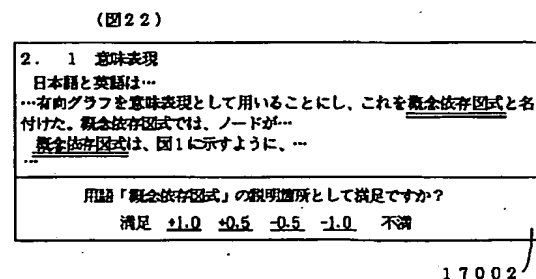 (図22)
2. 1 意味表現
日本語と英語は…
…有向グラフを意味表現として用いることにし、これを概念依存図式と名
付けた。概念依存図式では、ノードが…
概念依存図式は、図1に示すように、…
…
用語「概念依存図式」の説明箇所として満足ですか?
満足 +1.0 +0.5 -0.5 -1.0 不満
17002